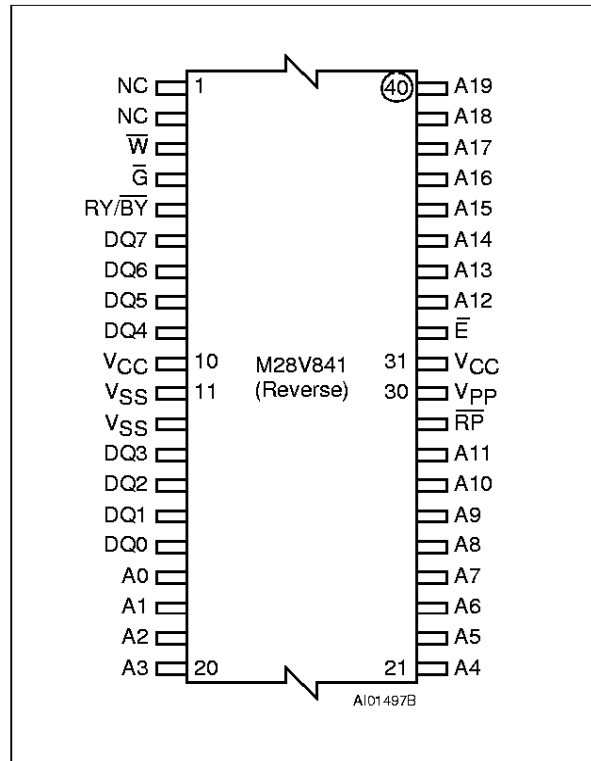 NC 1 40 A19
NC A18
W̅ A17
G̅ A16
RY/B̅Y̅ A15
DQ7 A14
DQ6 A13
DQ5 A12
DQ4 E̅
VCC 10 M28V841 31 VCC
VSS 11 (Reverse) 30 VPP
VSS R̅P̅
DQ3 A11
DQ2 A10
DQ1 A9
DQ0 A8
A0 A7
A1 A6
A2 A5
A3 20 21 A4
AI01497B